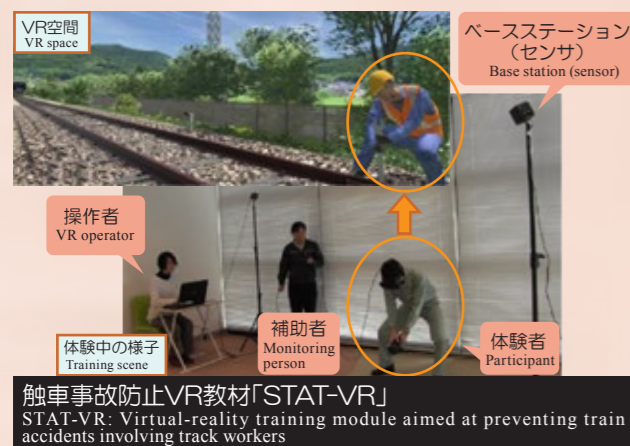 VR空間
VR space
ベースステーション
（センサ）
Base station (sensor)
操作者
VR operator
体験中の様子
Training scene
補助者
Monitoring
person
体験者
Participant
触車事故防止VR教材「STAT-VR」
STAT-VR: Virtual-reality training module aimed at preventing train
accidents involving track workers